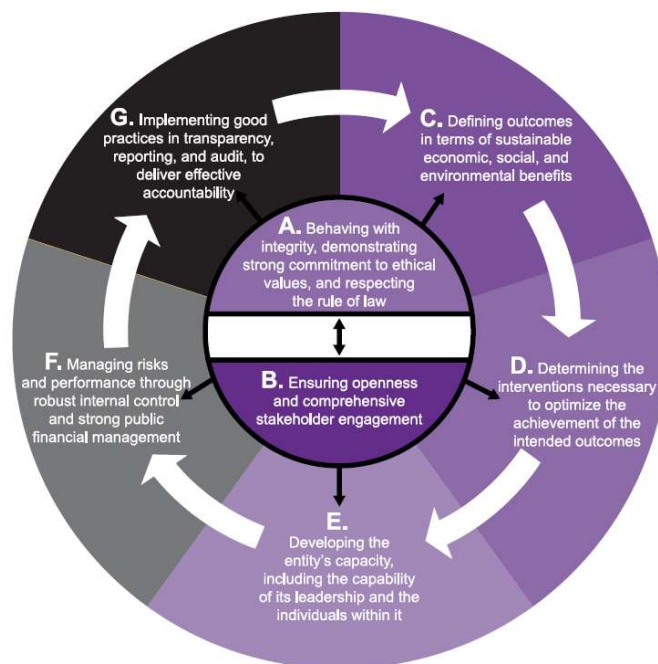 G. Implementing good
practices in transparency,
reporting, and audit, to
deliver effective
accountability
C. Defining outcomes
in terms of sustainable
economic, social, and
environmental benefits
A. Behaving with
integrity, demonstrating
strong commitment to ethical
values, and respecting
the rule of law
B. Ensuring openness
and comprehensive
stakeholder engagement
D. Determining the
interventions necessary
to optimize the
achievement of the
intended outcomes
E.
Developing the
entity's capacity,
including the capability
of its leadership and the
individuals within it
F. Managing risks
and performance through
robust internal control
and strong public
financial management